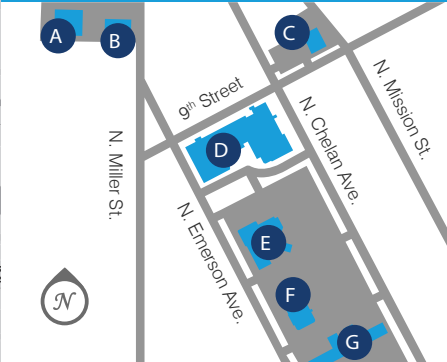 A
B
C
9th Street
D
N. Miller St.
N. Chelan Ave.
N. Mission St.
N. Emerson Ave.
E
F
G
N